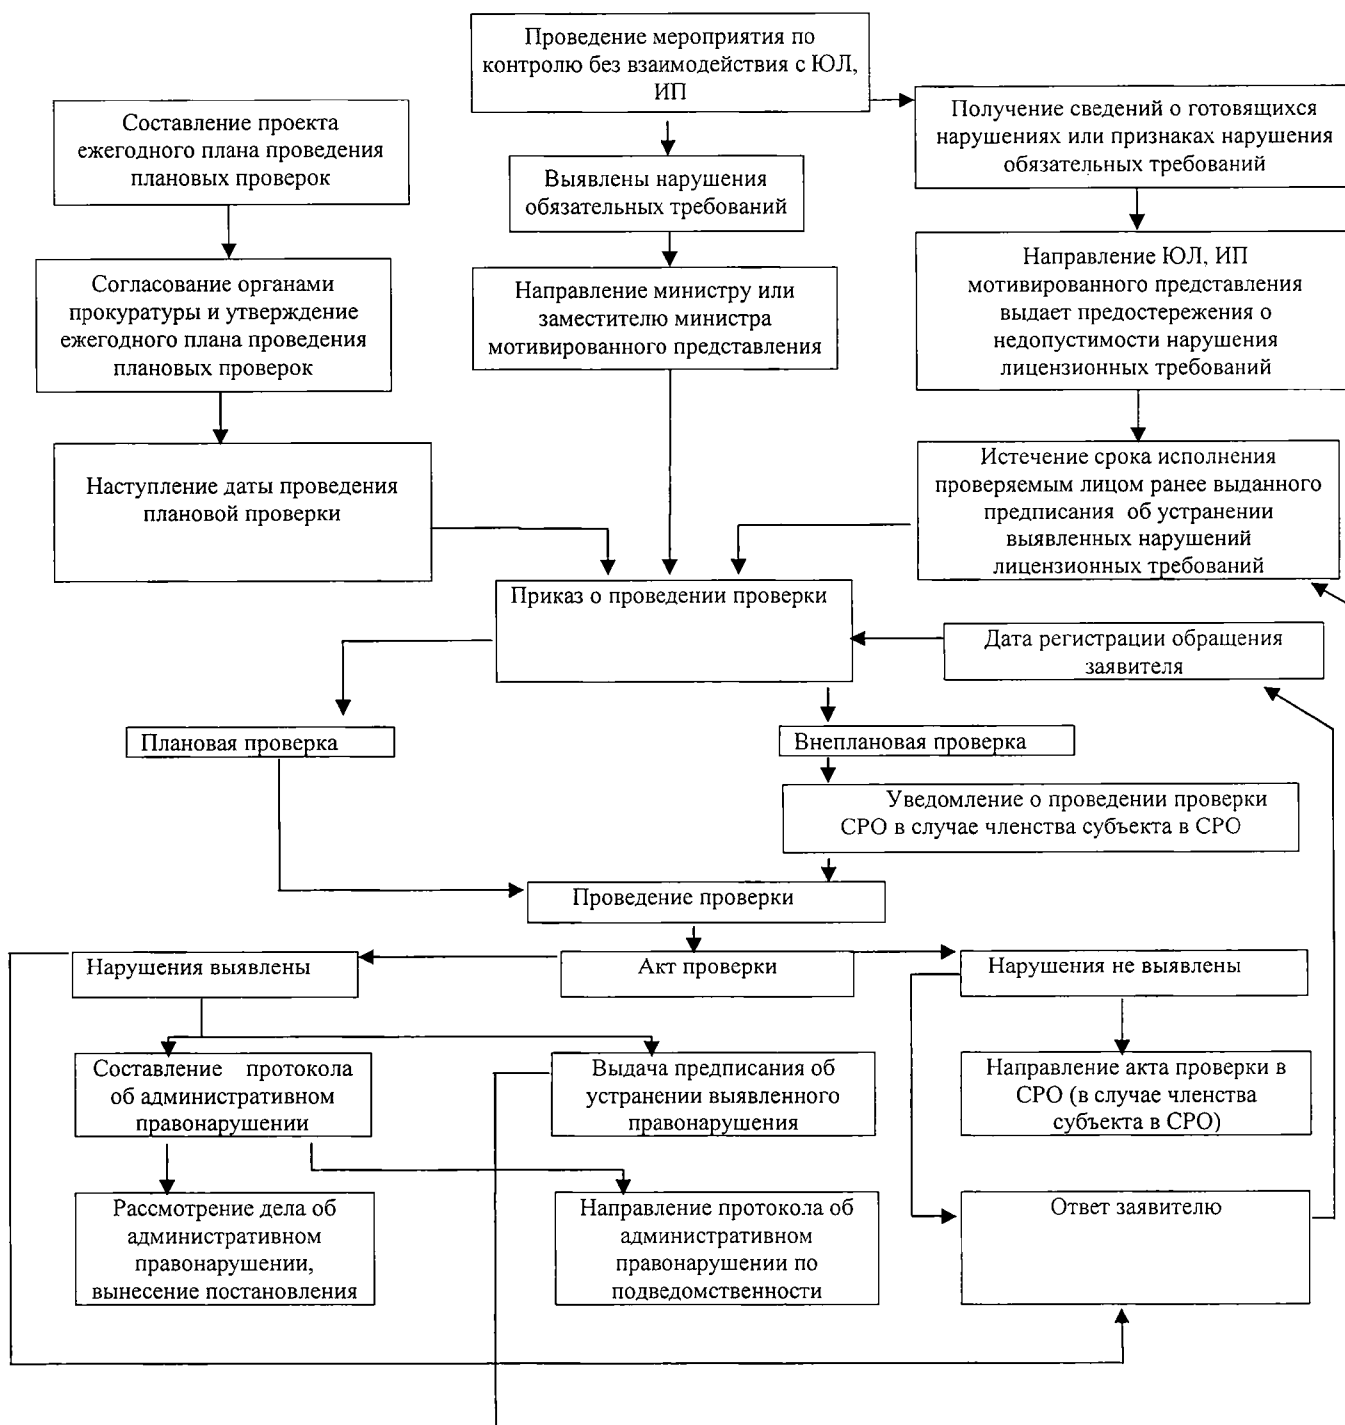 Проведение мероприятия по
контролю без взаимодействия с ЮЛ,
ИП
Составление проекта
ежегодного плана проведения
плановых проверок
Получение сведений о готовящихся
нарушениях или признаках нарушения
обязательных требований
Выявлены нарушения
обязательных требований
Согласование органами
прокуратуры и утверждение
ежегодного плана проведения
плановых проверок
Направление министру или
заместителю министра
мотивированного представления
Направление ЮЛ, ИП
мотивированного представления
выдает предостережения о
недопустимости нарушения
лицензионных требований
Наступление даты проведения
плановой проверки
Истечение срока исполнения
проверяемым лицом ранее выданного
предписания об устранении
выявленных нарушений
лицензионных требований
Приказ о проведении проверки
Дата регистрации обращения
заявителя
Плановая проверка
Внеплановая проверка
Уведомление о проведении проверки
СРО в случае членства субъекта в СРО
Проведение проверки
Нарушения выявлены
Акт проверки
Нарушения не выявлены
Составление протокола
об административном
правонарушении
Выдача предписания об
устранении выявленного
правонарушения
Направление акта проверки в
СРО (в случае членства
субъекта в СРО)
Рассмотрение дела об
административном
правонарушении,
вынесение постановления
Направление протокола об
административном
правонарушении по
подведомственности
Ответ заявителю